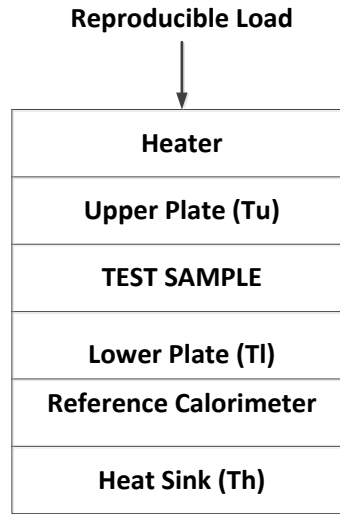 Reproducible Load
Heater
Upper Plate (Tu)
TEST SAMPLE
Lower Plate (Tl)
Reference Calorimeter
Heat Sink (Th)